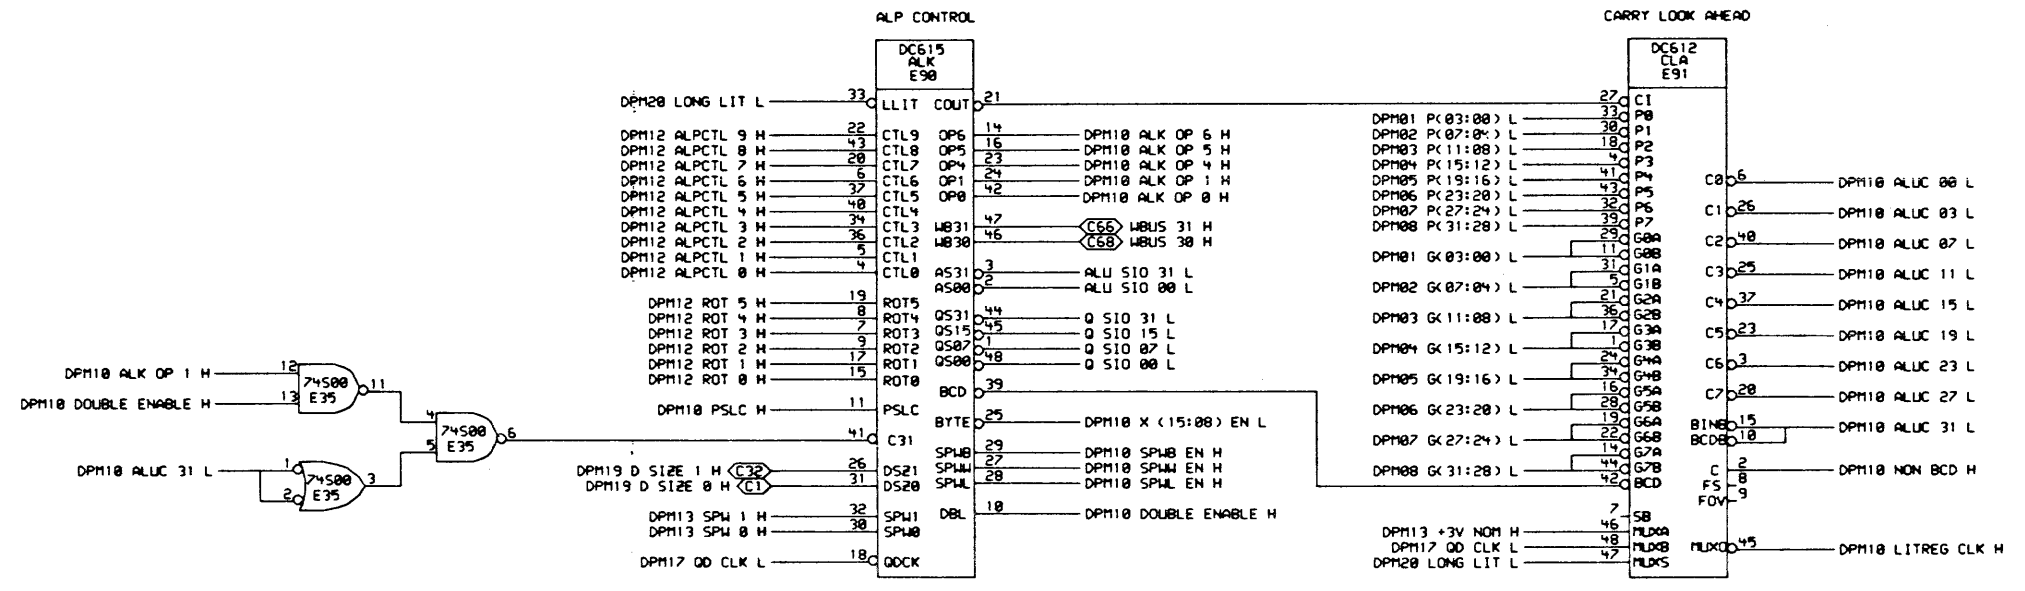 ALP CONTROL
DC615
ALK
E90
DPM20 LONG LIT L 33 LLIT
DPM12 ALPCTL 9 H 22 CTL9
DPM12 ALPCTL 8 H 43 CTL8
DPM12 ALPCTL 7 H 20 CTL7
DPM12 ALPCTL 6 H 6 CTL6
DPM12 ALPCTL 5 H 37 CTL5
DPM12 ALPCTL 4 H 40 CTL4
DPM12 ALPCTL 3 H 34 CTL3
DPM12 ALPCTL 2 H 36 CTL2
DPM12 ALPCTL 1 H 5 CTL1
DPM12 ALPCTL 0 H 4 CTL0
DPM12 ROT 5 H 19 ROT5
DPM12 ROT 4 H 8 ROT4
DPM12 ROT 3 H 7 ROT3
DPM12 ROT 2 H 9 ROT2
DPM12 ROT 1 H 17 ROT1
DPM12 ROT 0 H 15 ROT0
DPM10 PSLC H 11 PSLC
41 C31
DPM19 D SIZE 1 H C32 26 DS21
DPM19 D SIZE 0 H C1 31 DS20
DPM13 SPW 1 H 32 SPW1
DPM13 SPW 0 H 30 SPW0
DPM17 QD CLK L 18 QDCK
COUT 21
OP6 14 DPM10 ALK OP 6 H
OP5 16 DPM10 ALK OP 5 H
OP4 23 DPM10 ALK OP 4 H
OP1 24 DPM10 ALK OP 1 H
OP0 42 DPM10 ALK OP 0 H
WB31 47 C66 WBUS 31 H
WB30 46 C68 WBUS 30 H
AS31 3 ALU SIO 31 L
AS00 2 ALU SIO 00 L
QS31 44 Q SIO 31 L
QS15 45 Q SIO 15 L
QS07 1 Q SIO 07 L
QS00 48 Q SIO 00 L
BCD 39
BYTE 25 DPM10 X (15:08) EN L
SPWB 29 DPM10 SPWB EN H
SPWW 27 DPM10 SPWW EN H
SPWL 28 DPM10 SPWL EN H
DBL 10 DPM10 DOUBLE ENABLE H
DPM10 ALK OP 1 H 12
DPM10 DOUBLE ENABLE H 13
74S00
E35
11
4
5
74S00
E35
6
DPM10 ALUC 31 L 1
2
74S00
E35
3
CARRY LOOK AHEAD
DC612
CLA
E91
27 CI
DPM01 P(03:00) L 33 P0
DPM02 P(07:04) L 30 P1
DPM03 P(11:08) L 18 P2
DPM04 P(15:12) L 4 P3
DPM05 P(19:16) L 41 P4
DPM06 P(23:20) L 43 P5
DPM07 P(27:24) L 32 P6
DPM08 P(31:28) L 39 P7
29 G0A
DPM01 G(03:00) L 11 G0B
31 G1A
DPM02 G(07:04) L 5 G1B
21 G2A
DPM03 G(11:08) L 36 G2B
17 G3A
DPM04 G(15:12) L 1 G3B
24 G4A
DPM05 G(19:16) L 34 G4B
16 G5A
DPM06 G(23:20) L 28 G5B
19 G6A
DPM07 G(27:24) L 22 G6B
14 G7A
DPM08 G(31:28) L 44 G7B
42 BCD
7 SB
DPM13 +3V NOM H 46 MUXA
DPM17 QD CLK L 48 MUXB
DPM20 LONG LIT L 47 MUXS
C0 6 DPM10 ALUC 00 L
C1 26 DPM10 ALUC 03 L
C2 40 DPM10 ALUC 07 L
C3 25 DPM10 ALUC 11 L
C4 37 DPM10 ALUC 15 L
C5 23 DPM10 ALUC 19 L
C6 3 DPM10 ALUC 23 L
C7 20 DPM10 ALUC 27 L
BINB 15 DPM10 ALUC 31 L
BCDB 10
C 2 DPM10 NON BCD H
FS 8
FOV 9
MUXO 45 DPM10 LITREG CLK H